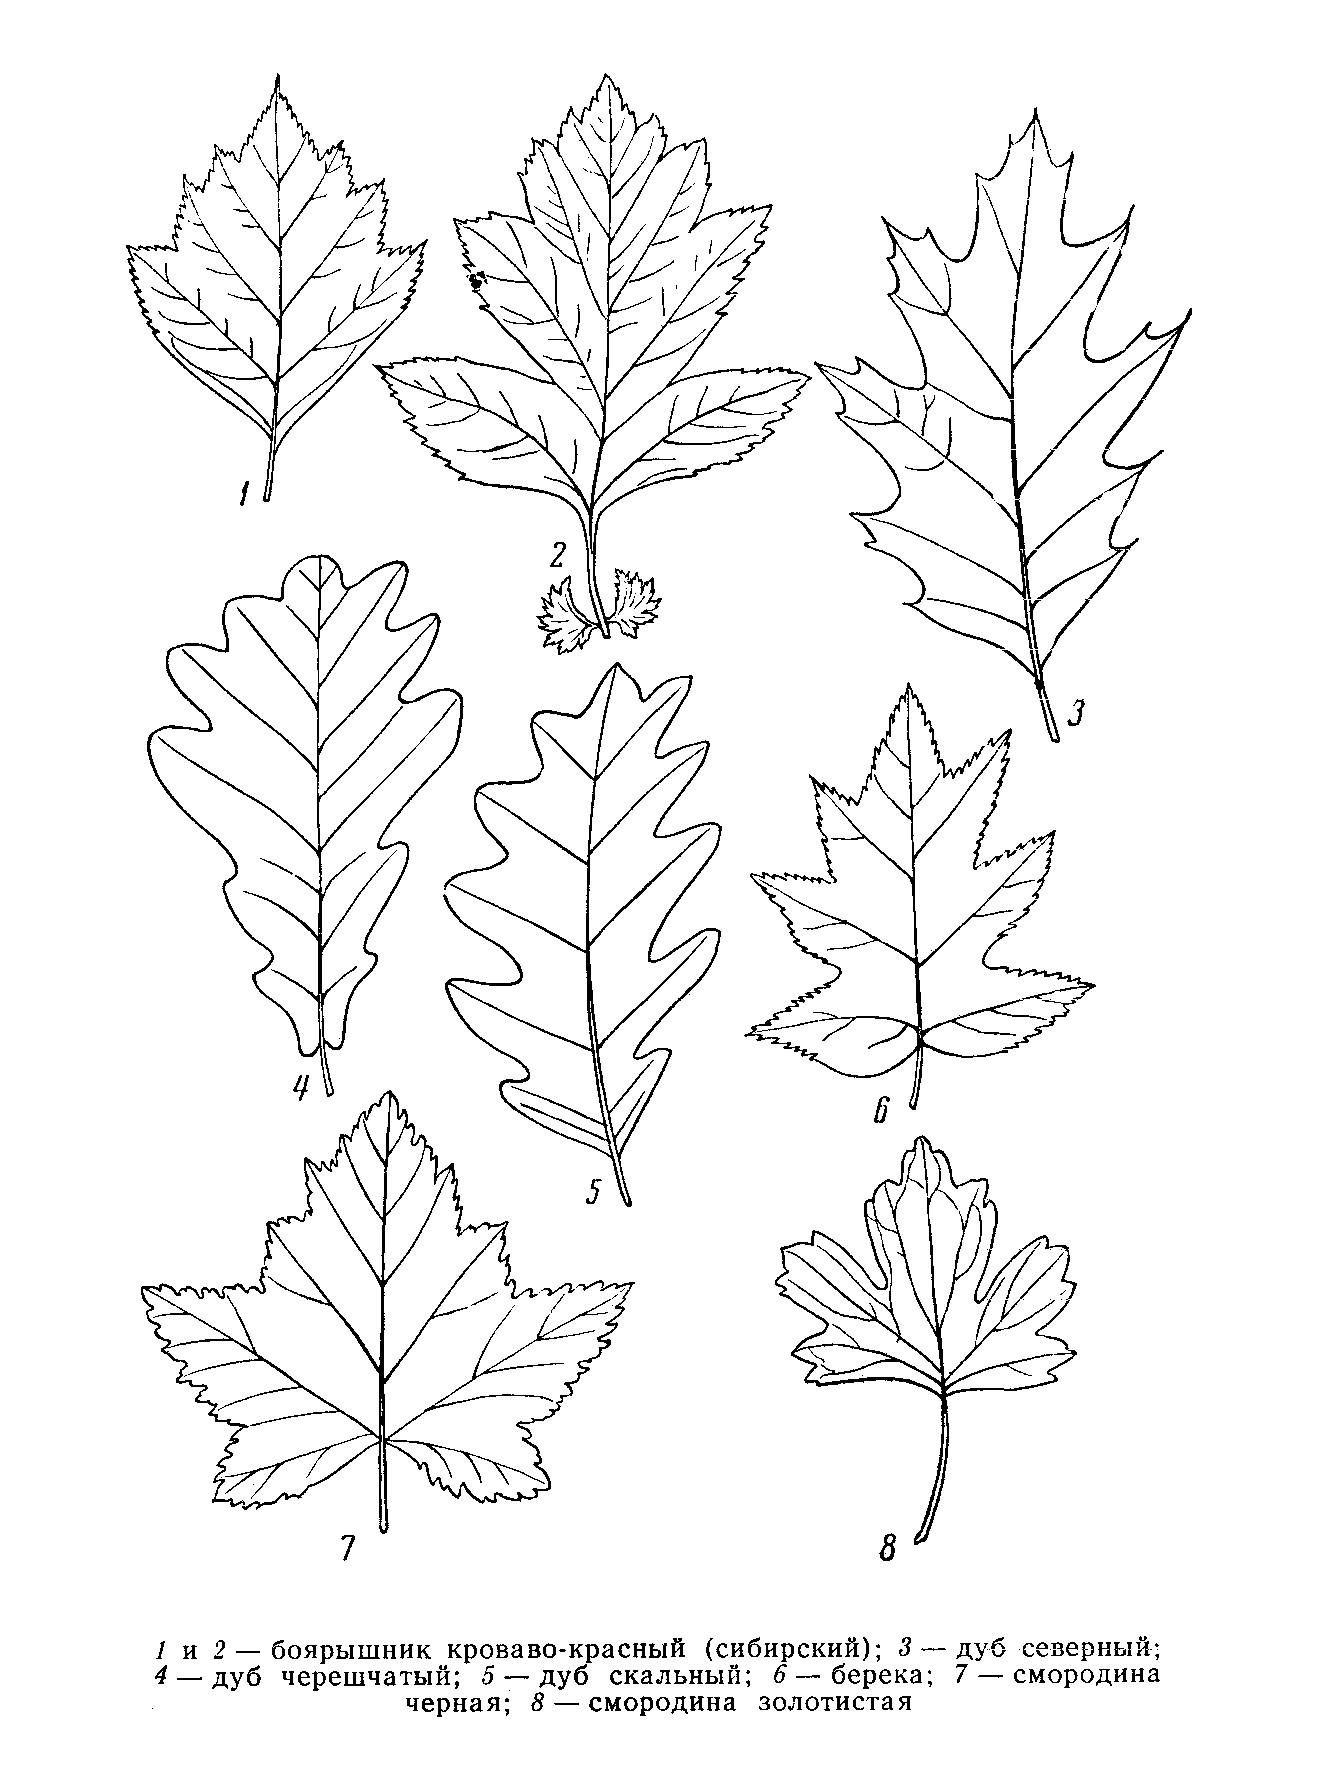 1
2
3
4
5
6
7
8
1 и 2 — боярышник кроваво-красный (сибирский); 3 — дуб северный;
4 — дуб черешчатый; 5 — дуб скальный; 6 — берека; 7 — смородина
черная; 8 — смородина золотистая